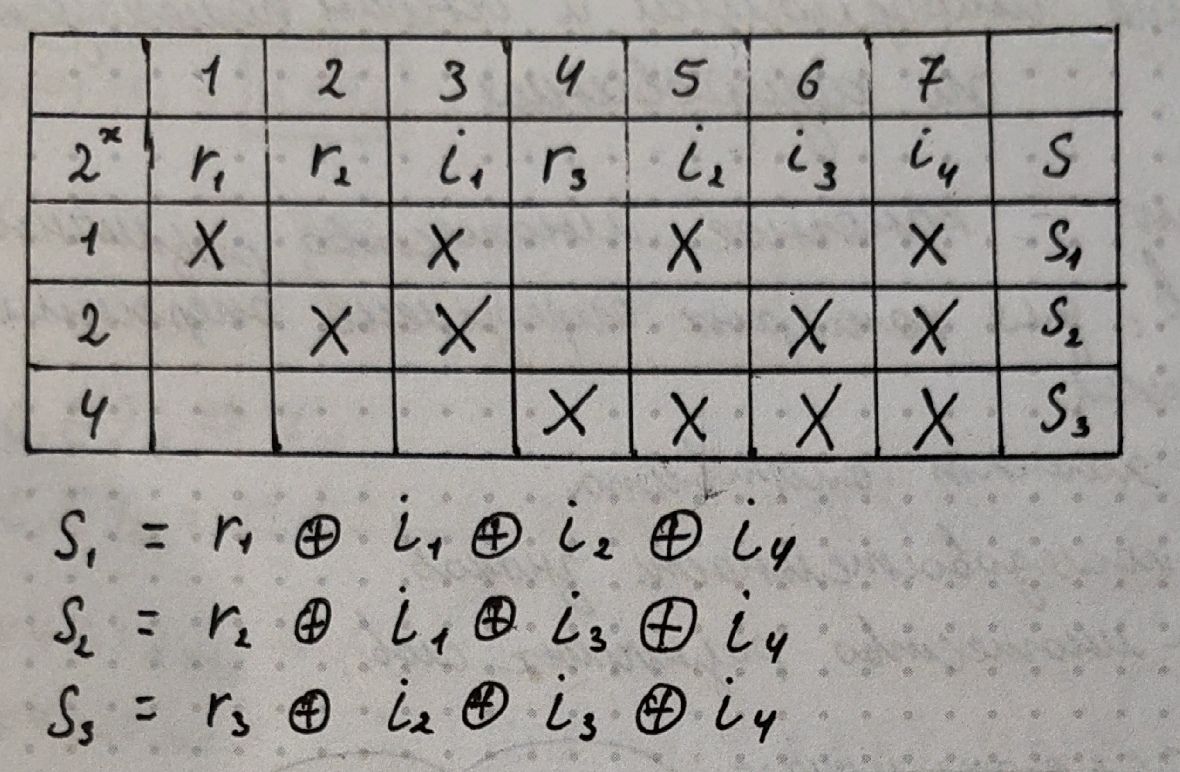 1 2 3 4 5 6 7
2ˣ r₁ r₂ i₁ r₃ i₂ i₃ i₄ S
1 X X X X S₁
2 X X X X S₂
4 X X X X S₃
S₁ = r₁ ⊕ i₁ ⊕ i₂ ⊕ i₄
S₂ = r₂ ⊕ i₁ ⊕ i₃ ⊕ i₄
S₃ = r₃ ⊕ i₂ ⊕ i₃ ⊕ i₄